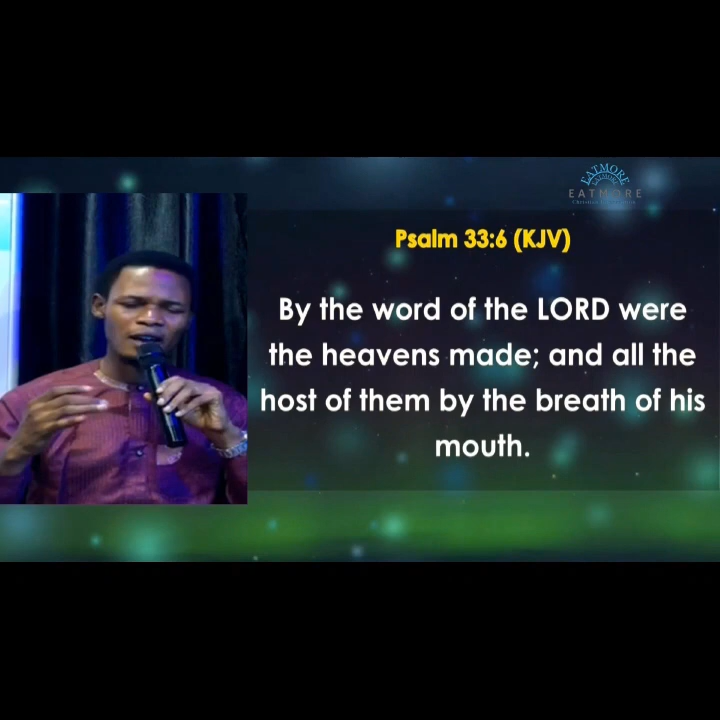 EATMORE
EATMORE
Psalm 33:6 (KJV)
By the word of the LORD were
the heavens made; and all the
host of them by the breath of his
mouth.